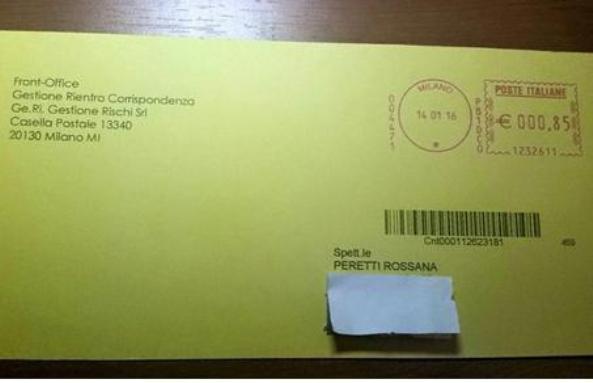 Front-Office
Gestione Rientro Corrispondenza
Ge.Ri. Gestione Rischi Srl
Casella Postale 13340
20130 Milano MI
MILANO
14 01 16
POSTE ITALIANE
€ 000,85
1232611
Cnt000112623181
469
Spett.le
PERETTI ROSSANA